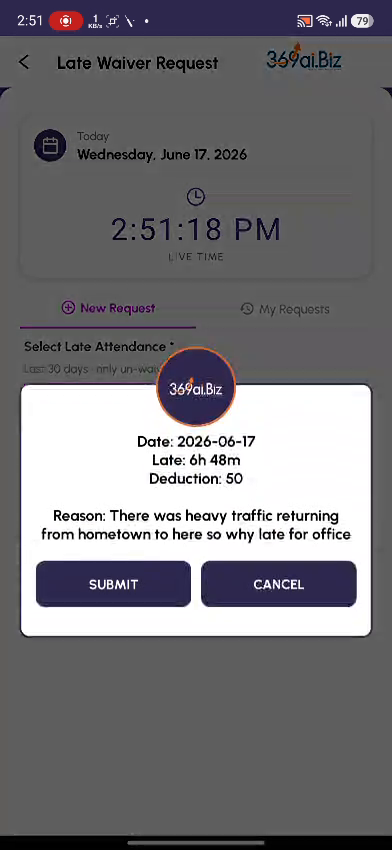 2:51
1
KB/s
79
Late Waiver Request
369ai.Biz
Today
Wednesday, June 17, 2026
2:51:18 PM
LIVE TIME
New Request
My Requests
Select Late Attendance *
Last 30 days · only un-waiv
369ai.Biz
Date: 2026-06-17
Late: 6h 48m
Deduction: 50
Reason: There was heavy traffic returning
from hometown to here so why late for office
SUBMIT
CANCEL